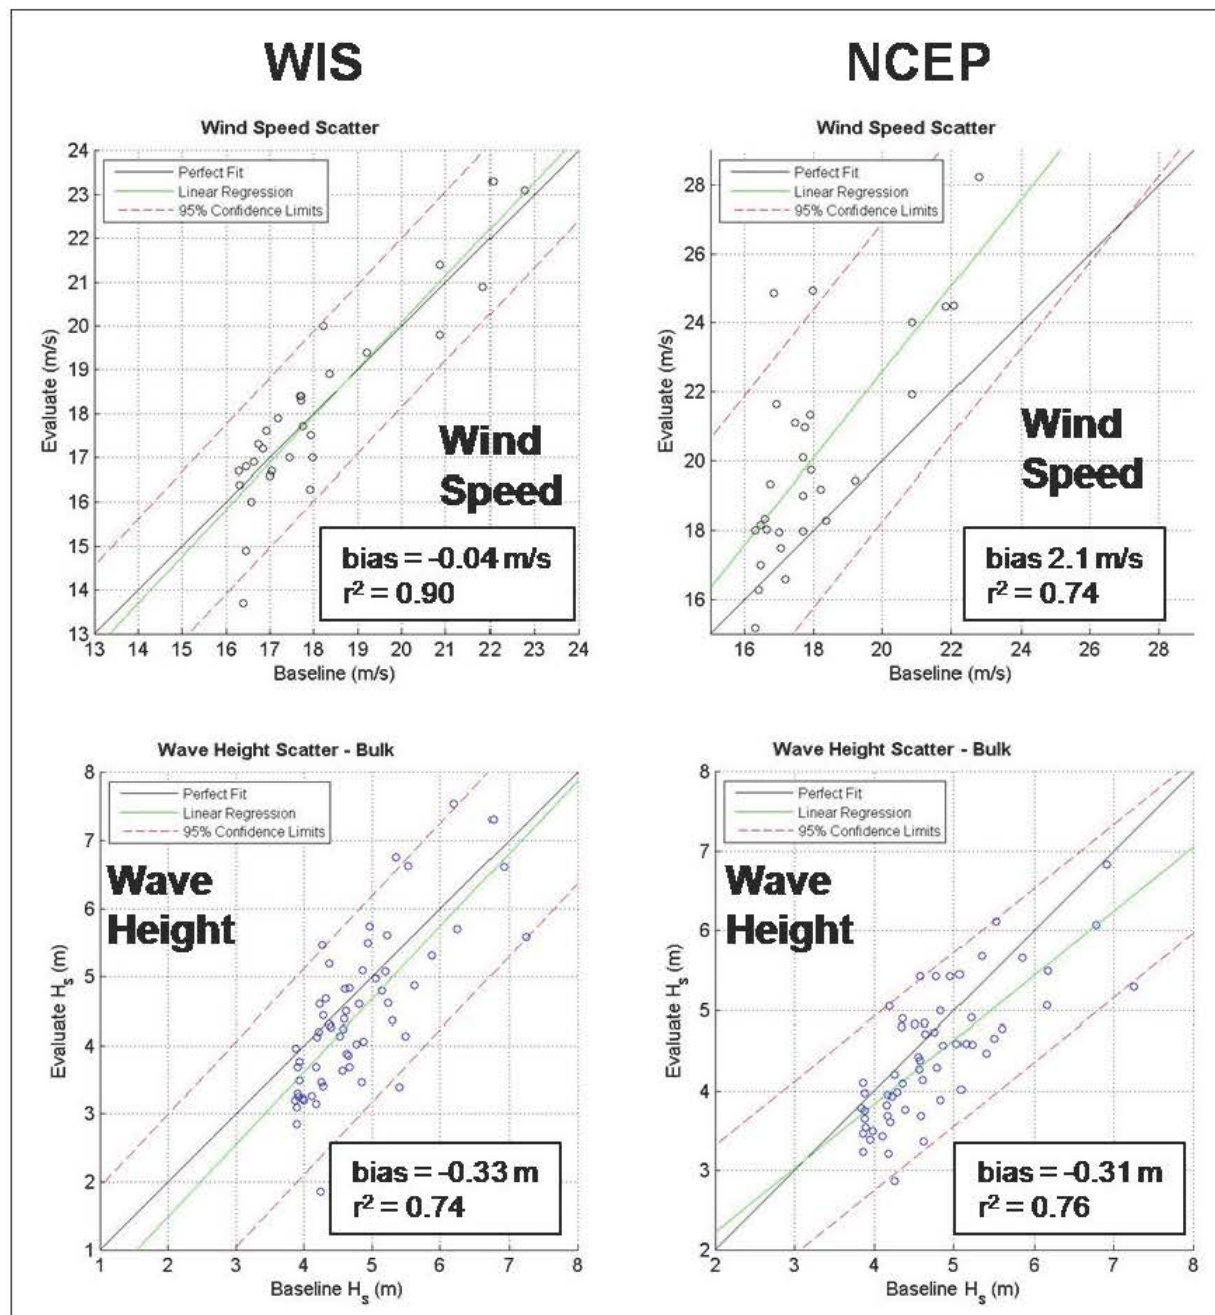 WIS
NCEP
Wind Speed Scatter
24
23
22
21
20
19
18
17
16
15
14
13
Evaluate (m/s)
Perfect Fit
Linear Regression
95% Confidence Limits
Wind
Speed
bias = -0.04 m/s
r² = 0.90
13 14 15 16 17 18 19 20 21 22 23 24
Baseline (m/s)
Wind Speed Scatter
28
26
24
22
20
18
16
Evaluate (m/s)
Perfect Fit
Linear Regression
95% Confidence Limits
Wind
Speed
bias 2.1 m/s
r² = 0.74
16 18 20 22 24 26 28
Baseline (m/s)
Wave Height Scatter - Bulk
8
7
6
5
4
3
2
1
Evaluate Hs (m)
Perfect Fit
Linear Regression
95% Confidence Limits
Wave
Height
bias = -0.33 m
r² = 0.74
1 2 3 4 5 6 7 8
Baseline Hs (m)
Wave Height Scatter - Bulk
8
7
6
5
4
3
2
Evaluate Hs (m)
Perfect Fit
Linear Regression
95% Confidence Limits
Wave
Height
bias = -0.31 m
r² = 0.76
2 3 4 5 6 7 8
Baseline Hs (m)